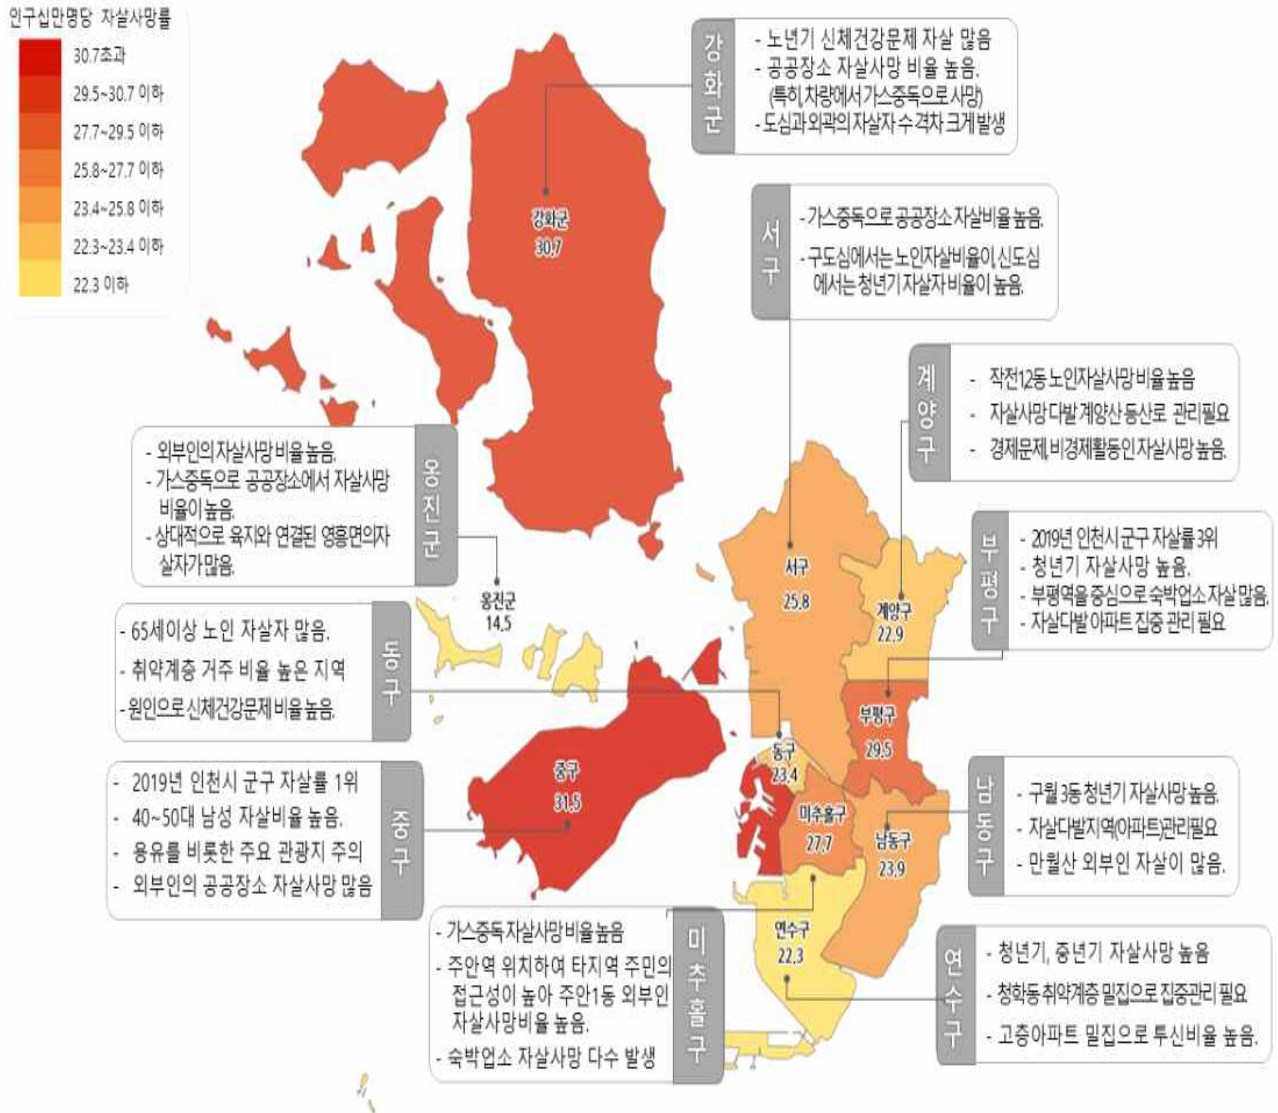 인구십만명당 자살사망률
30.7초과
29.5~30.7 이하
27.7~29.5 이하
25.8~27.7 이하
23.4~25.8 이하
22.3~23.4 이하
22.3 이하
강화군
- 노년기 신체건강문제 자살 많음
- 공공장소 자살사망 비율 높음.
(특히, 차량에서 가스중독으로 사망)
- 도심과 외곽의 자살자 수 격차 크게 발생
강화군
30.7
서구
- 가스중독으로 공공장소 자살비율 높음.
- 구도심에서는 노인자살비율이, 신도심
에서는 청년기 자살자 비율이 높음.
계양구
- 작전1,2동 노인자살사망 비율 높음
- 자살사망 다발 계양산 등산로 관리필요
- 경제문제, 비경제활동인 자살사망 높음.
옹진군
- 외부인의 자살사망 비율 높음.
- 가스중독으로 공공장소에서 자살사망
비율이 높음.
- 상대적으로 육지와 연결된 영흥면의 자
살자가 많음.
부평구
- 2019년 인천시 군구 자살률 3위
- 청년기 자살사망 높음.
- 부평역을 중심으로 숙박업소 자살 많음.
- 자살다발 아파트 집중 관리 필요
서구
25.8
옹진군
14.5
계양구
22.9
동구
- 65세이상 노인 자살자 많음.
- 취약계층 거주 비율 높은 지역
- 원인으로 신체건강문제 비율 높음.
부평구
29.5
동구
23.4
중구
31.5
중구
- 2019년 인천시 군구 자살률 1위
- 40~50대 남성 자살비율 높음.
- 용유를 비롯한 주요 관광지 주의
- 외부인의 공공장소 자살사망 많음
미추홀구
27.7
남동구
23.9
남동구
- 구월3동 청년기 자살사망 높음.
- 자살다발지역(아파트)관리필요
- 만월산 외부인 자살이 많음.
미추홀구
- 가스중독 자살사망 비율 높음
- 주안역 위치하여 타지역 주민의
접근성이 높아 주안1동 외부인
자살사망비율 높음.
- 숙박업소 자살사망 다수 발생
연수구
22.3
연수구
- 청년기, 중년기 자살사망 높음
- 청학동 취약계층 밀집으로 집중관리 필요
- 고층아파트 밀집으로 투신비율 높음.